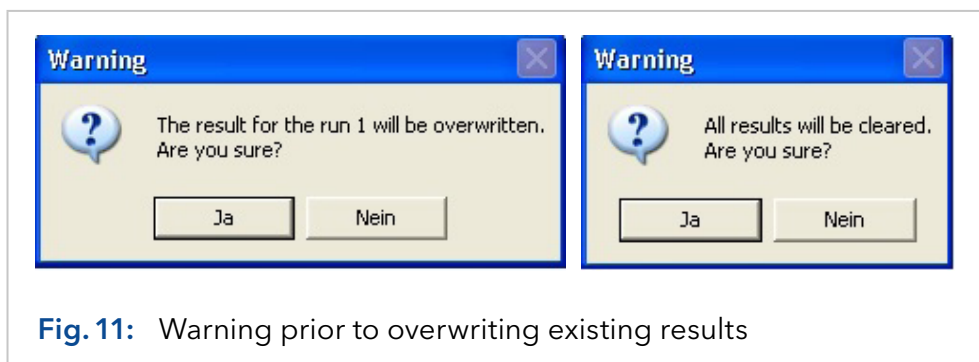 Warning
The result for the run 1 will be overwritten.
Are you sure?
Ja Nein
Warning
All results will be cleared.
Are you sure?
Ja Nein
Fig. 11: Warning prior to overwriting existing results